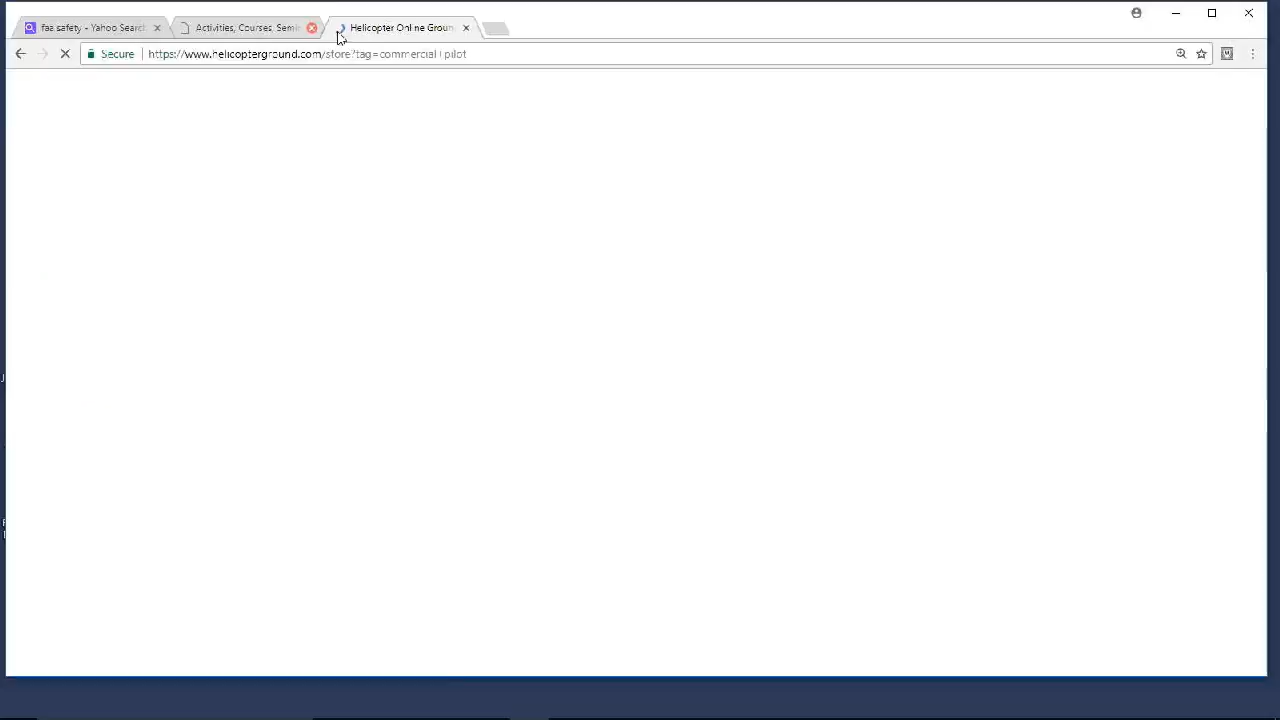 faa safety - Yahoo Search
Activities, Courses, Semi
Helicopter Online Groun
Secure
https://www.helicopterground.com/store?tag=commercial+pilot